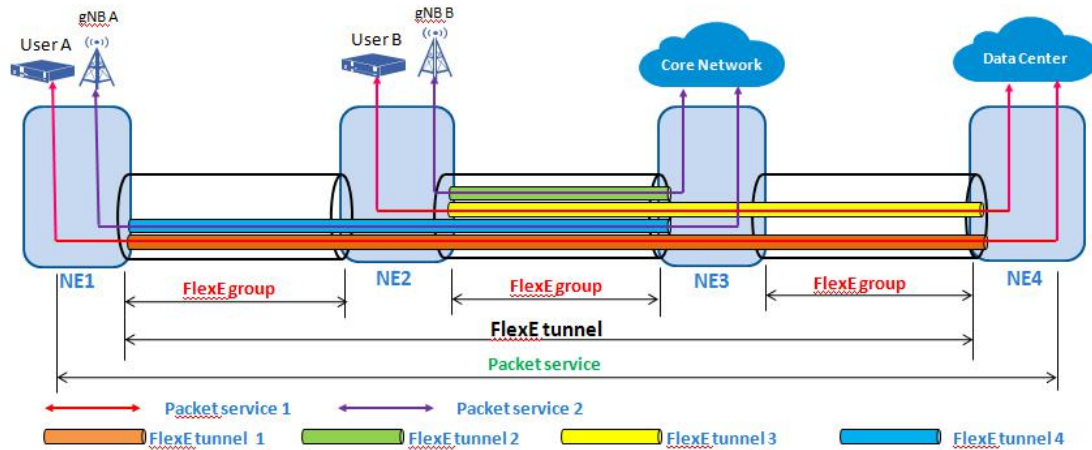 gNB A
gNB B
User A
User B
Core Network
Data Center
NE1
NE2
NE3
NE4
FlexE group
FlexE group
FlexE group
FlexE tunnel
Packet service
Packet service 1
Packet service 2
FlexE tunnel 1
FlexE tunnel 2
FlexE tunnel 3
FlexE tunnel 4